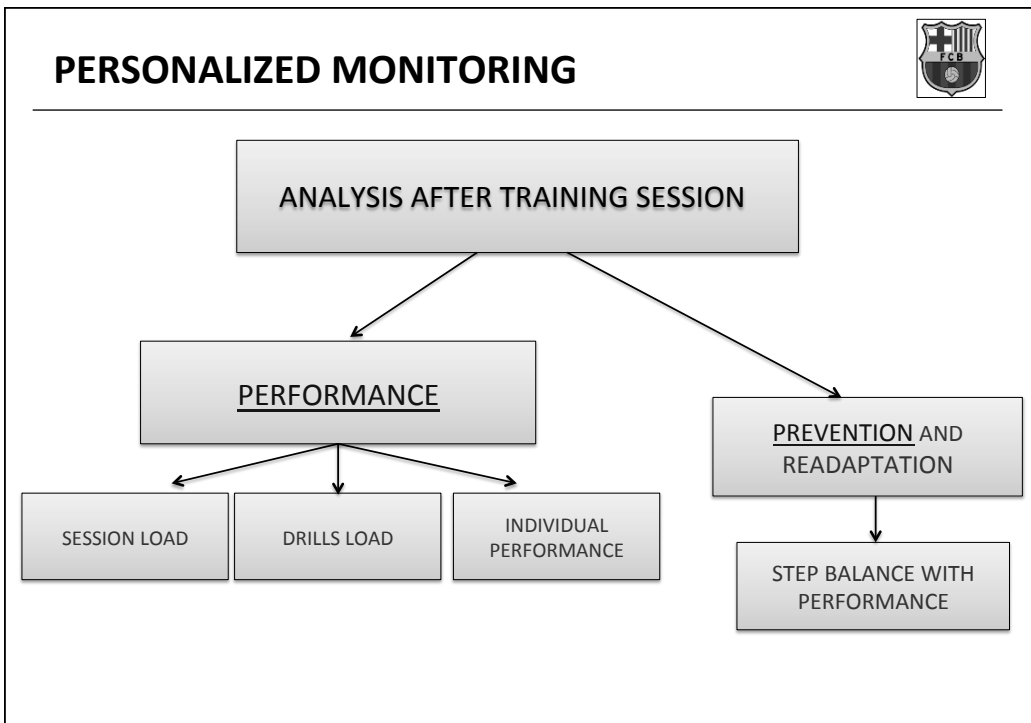 PERSONALIZED MONITORING
FCB
ANALYSIS AFTER TRAINING SESSION
PERFORMANCE
PREVENTION AND
READAPTATION
SESSION LOAD
DRILLS LOAD
INDIVIDUAL
PERFORMANCE
STEP BALANCE WITH
PERFORMANCE